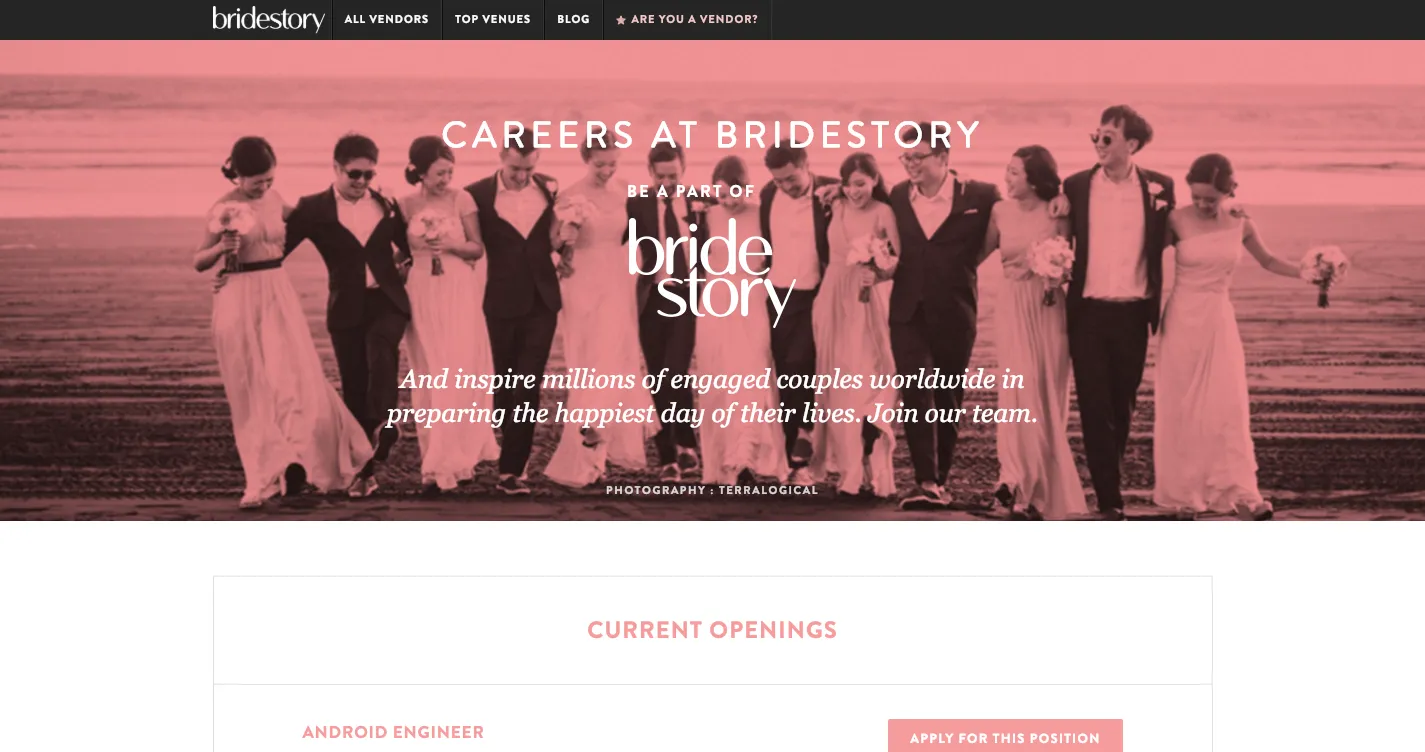 bridestory ALL VENDORS TOP VENUES BLOG ★ ARE YOU A VENDOR?
CAREERS AT BRIDESTORY
BE A PART OF
bride
story
And inspire millions of engaged couples worldwide in
preparing the happiest day of their lives. Join our team.
PHOTOGRAPHY : TERRALOGICAL
CURRENT OPENINGS
ANDROID ENGINEER APPLY FOR THIS POSITION